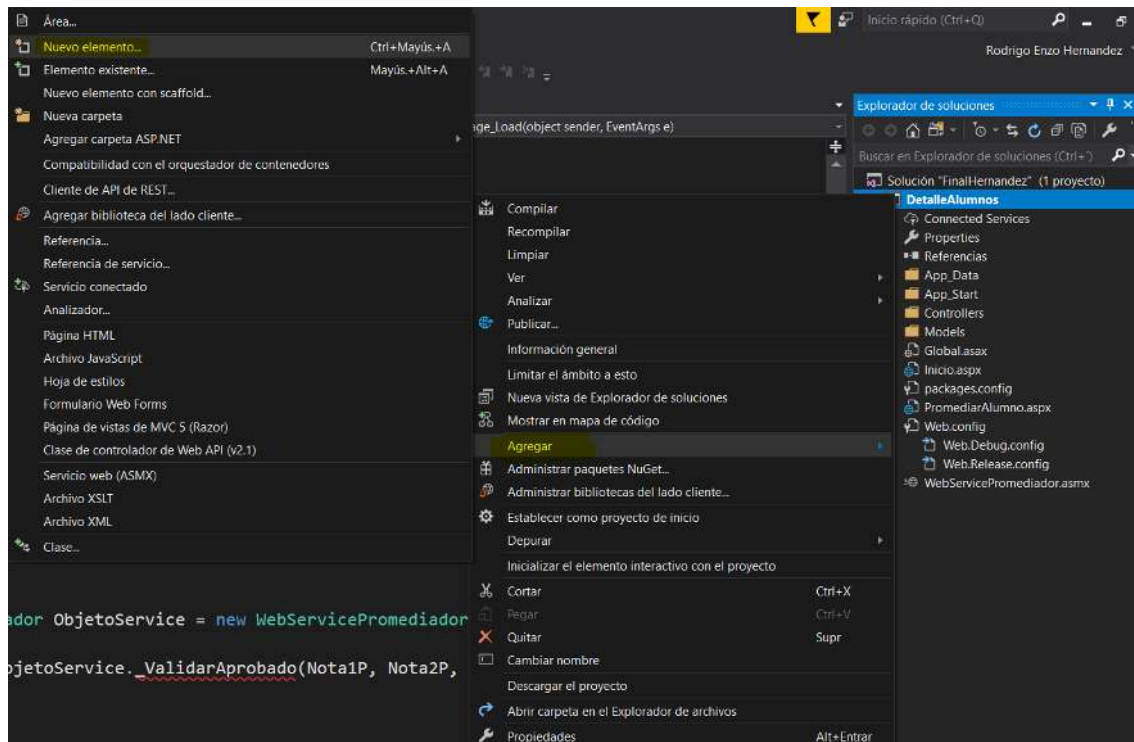 Área...
Nuevo elemento... Ctrl+Mayús.+A
Elemento existente... Mayús.+Alt+A
Nuevo elemento con scaffold...
Nueva carpeta
Agregar carpeta ASP.NET
Compatibilidad con el orquestador de contenedores
Cliente de API de REST...
Agregar biblioteca del lado cliente...
Referencia...
Referencia de servicio...
Servicio conectado
Analizador...
Página HTML
Archivo JavaScript
Hoja de estilos
Formulario Web Forms
Página de vistas de MVC 5 (Razor)
Clase de controlador de Web API (v2.1)
Servicio web (ASMX)
Archivo XSLT
Archivo XML
Clase...
Inicio rápido (Ctrl+Q)
Rodrigo Enzo Hernandez
age_Load(object sender, EventArgs e)
Compilar
Recompilar
Limpiar
Ver
Analizar
Publicar...
Información general
Limitar el ámbito a esto
Nueva vista de Explorador de soluciones
Mostrar en mapa de código
Agregar
Administrar paquetes NuGet...
Administrar bibliotecas del lado cliente...
Establecer como proyecto de inicio
Depurar
Inicializar el elemento interactivo con el proyecto
Cortar Ctrl+X
Pegar Ctrl+V
Quitar Supr
Cambiar nombre
Descargar el proyecto
Abrir carpeta en el Explorador de archivos
Propiedades Alt+Entrar
Explorador de soluciones
Buscar en Explorador de soluciones (Ctrl+')
Solución "FinalHernandez" (1 proyecto)
DetalleAlumnos
Connected Services
Properties
Referencias
App_Data
App_Start
Controllers
Models
Global.asax
Inicio.aspx
packages.config
PromediarAlumno.aspx
Web.config
Web.Debug.config
Web.Release.config
WebServicePromediador.asmx
ador ObjetoService = new WebServicePromediador
bjetoService._ValidarAprobado(Nota1P, Nota2P,